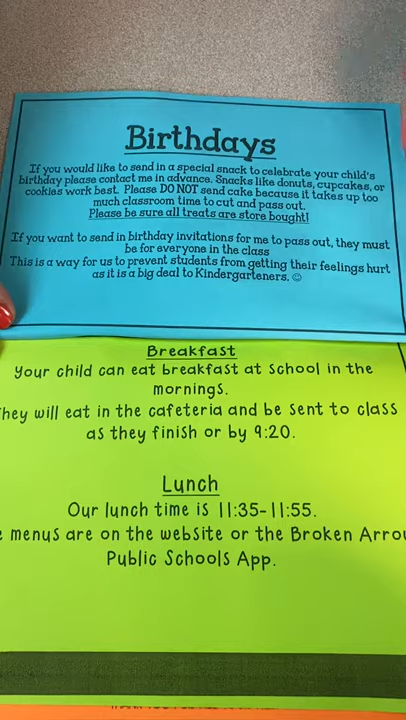 Birthdays
If you would like to send in a special snack to celebrate your child's
birthday please contact me in advance. Snacks like donuts, cupcakes, or
cookies work best. Please DO NOT send cake because it takes up too
much classroom time to cut and pass out.
Please be sure all treats are store bought!
If you want to send in birthday invitations for me to pass out, they must
be for everyone in the class
This is a way for us to prevent students from getting their feelings hurt
as it is a big deal to Kindergarteners. ☺
Breakfast
Your child can eat breakfast at school in the
mornings.
hey will eat in the cafeteria and be sent to class
as they finish or by 9:20.
Lunch
Our lunch time is 11:35-11:55.
e menus are on the website or the Broken Arrow
Public Schools App.